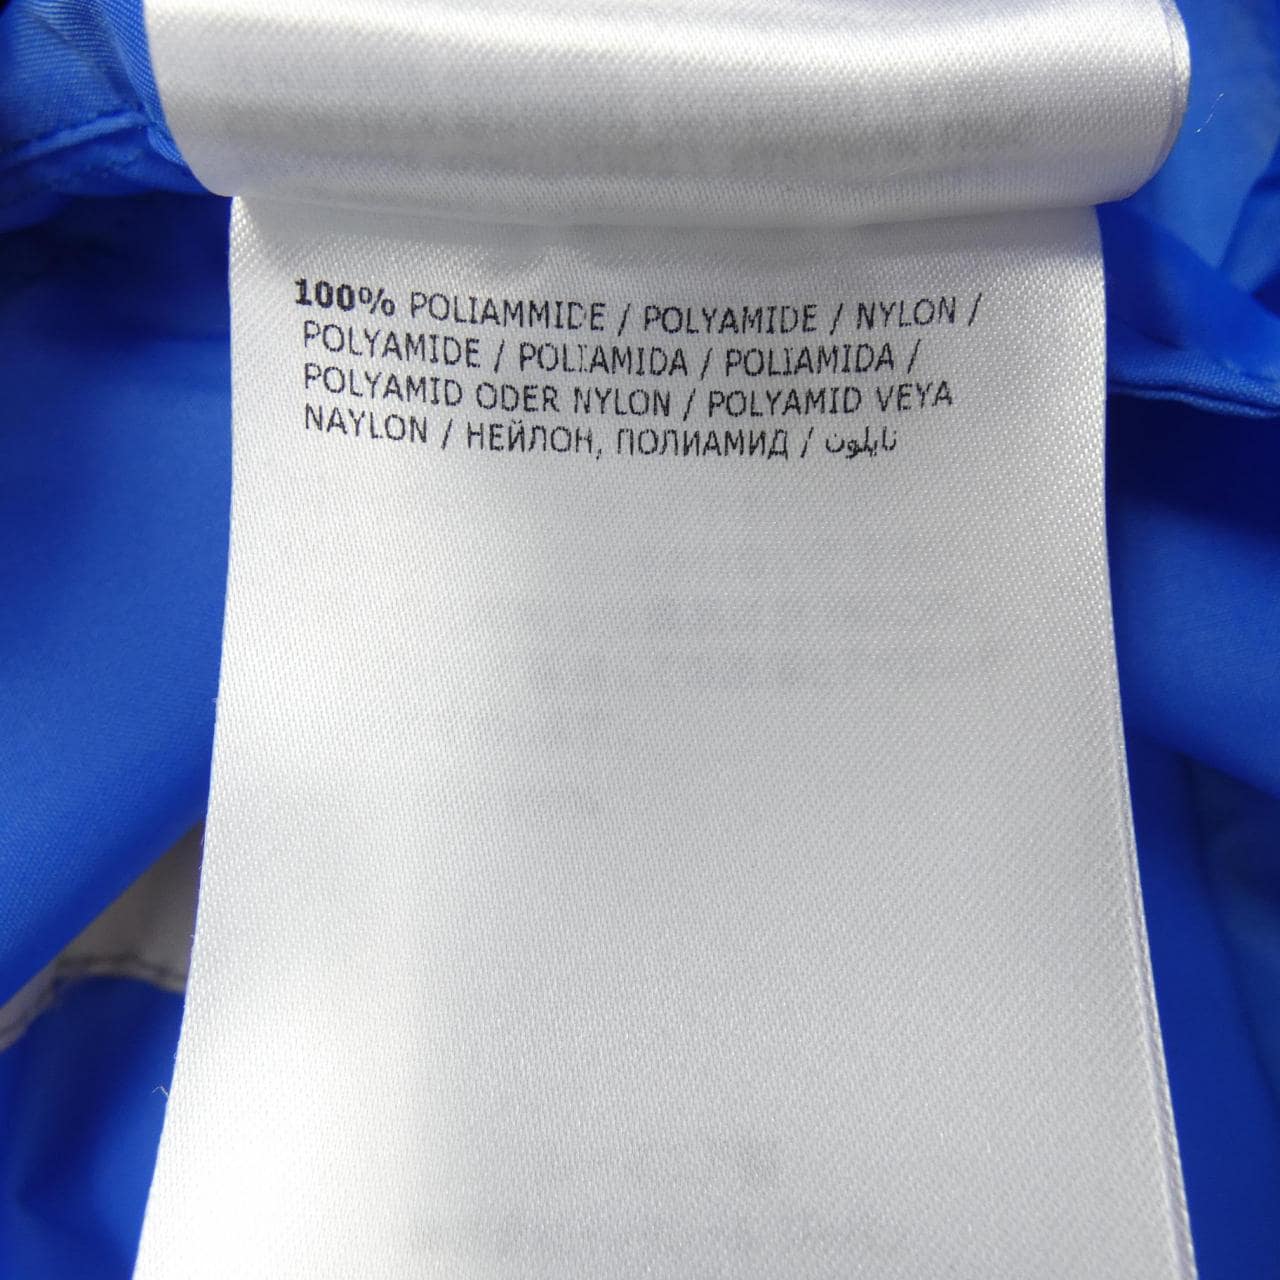 100% POLIAMMIDE / POLYAMIDE / NYLON /
POLYAMIDE / POLIAMIDA / POLIAMIDA /
POLYAMID ODER NYLON / POLYAMID VEYA
NAYLON / НЕЙЛОН, ПОЛИАМИД / نايلون